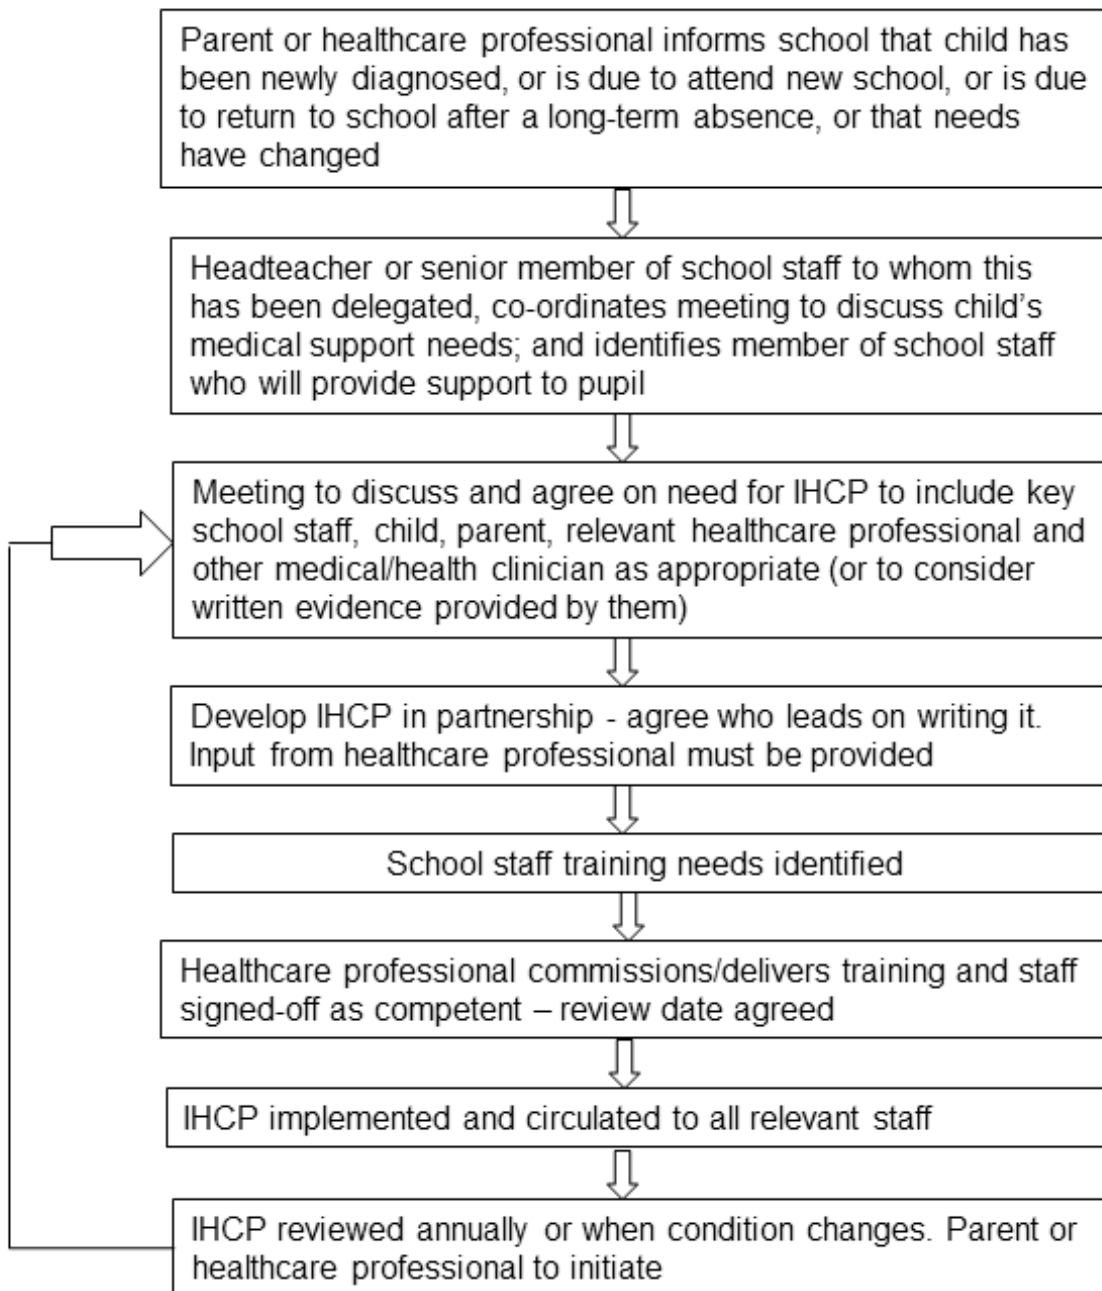 Parent or healthcare professional informs school that child has
been newly diagnosed, or is due to attend new school, or is due
to return to school after a long-term absence, or that needs
have changed
Headteacher or senior member of school staff to whom this
has been delegated, co-ordinates meeting to discuss child's
medical support needs; and identifies member of school staff
who will provide support to pupil
Meeting to discuss and agree on need for IHCP to include key
school staff, child, parent, relevant healthcare professional and
other medical/health clinician as appropriate (or to consider
written evidence provided by them)
Develop IHCP in partnership - agree who leads on writing it.
Input from healthcare professional must be provided
School staff training needs identified
Healthcare professional commissions/delivers training and staff
signed-off as competent – review date agreed
IHCP implemented and circulated to all relevant staff
IHCP reviewed annually or when condition changes. Parent or
healthcare professional to initiate